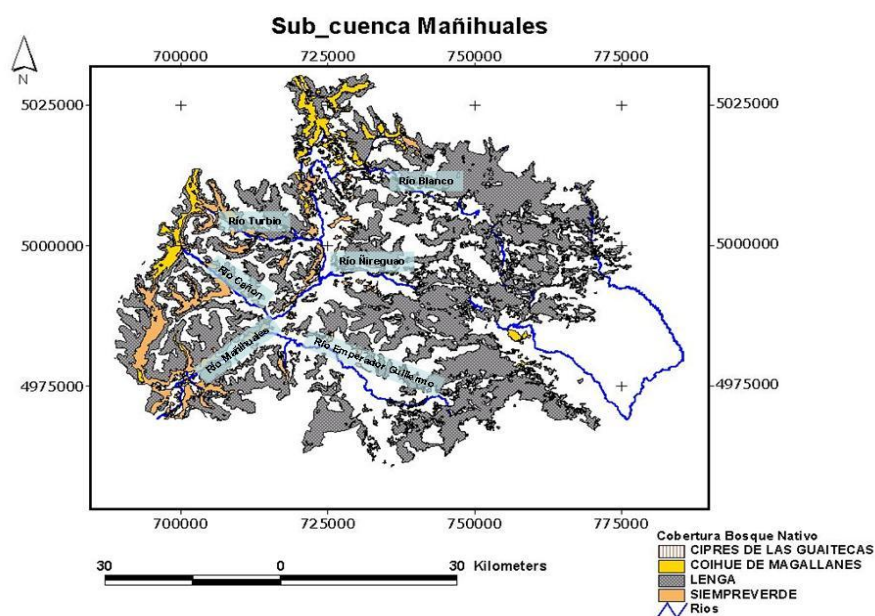 Sub_cuenca Mañihuales
N
700000 725000 750000 775000
5025000 5025000
Río Blanco
Río Turbio
5000000 5000000
Río Ñireguao
Río Cañon
Río Mañihuales
Río Emperador Guillermo
4975000 4975000
700000 725000 750000 775000
Cobertura Bosque Nativo
CIPRES DE LAS GUAITECAS
COIHUE DE MAGALLANES
LENGA
SIEMPREVERDE
Rios
30 0 30 Kilometers